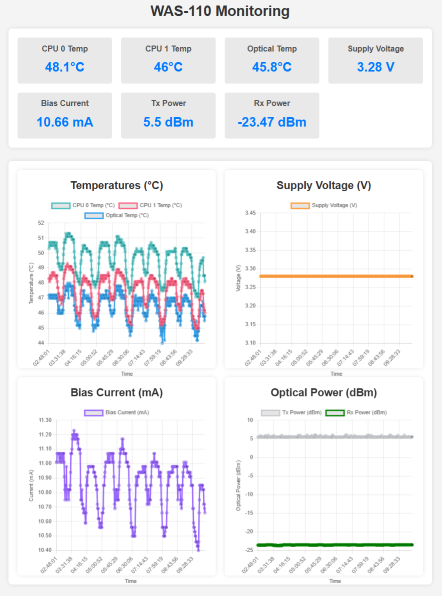 WAS-110 Monitoring
CPU 0 Temp
48.1°C
CPU 1 Temp
46°C
Optical Temp
45.8°C
Supply Voltage
3.28 V
Bias Current
10.66 mA
Tx Power
5.5 dBm
Rx Power
-23.47 dBm
Temperatures (°C)
CPU 0 Temp (°C) CPU 1 Temp (°C)
Optical Temp (°C)
Temperature (°C)
52
51
50
49
48
47
46
45
44
02:48:01 03:31:38 04:16:15 05:00:52 05:45:29 06:30:06 07:14:43 07:59:19 08:43:56 09:28:33
Time
Supply Voltage (V)
Supply Voltage (V)
Voltage (V)
3.45
3.40
3.35
3.30
3.25
3.20
3.15
3.10
02:48:01 03:31:38 04:16:15 05:00:52 05:45:29 06:30:06 07:14:43 07:59:19 08:43:56 09:28:33
Time
Bias Current (mA)
Bias Current (mA)
Current (mA)
11.30
11.20
11.10
11.00
10.90
10.80
10.70
10.60
10.50
10.40
02:48:01 03:31:38 04:16:15 05:00:52 05:45:29 06:30:06 07:14:43 07:59:19 08:43:56 09:28:33
Time
Optical Power (dBm)
Tx Power (dBm) Rx Power (dBm)
Optical Power (dBm)
10
5
0
-5
-10
-15
-20
-25
02:48:01 03:31:38 04:16:15 05:00:52 05:45:29 06:30:06 07:14:43 07:59:19 08:43:56 09:28:33
Time